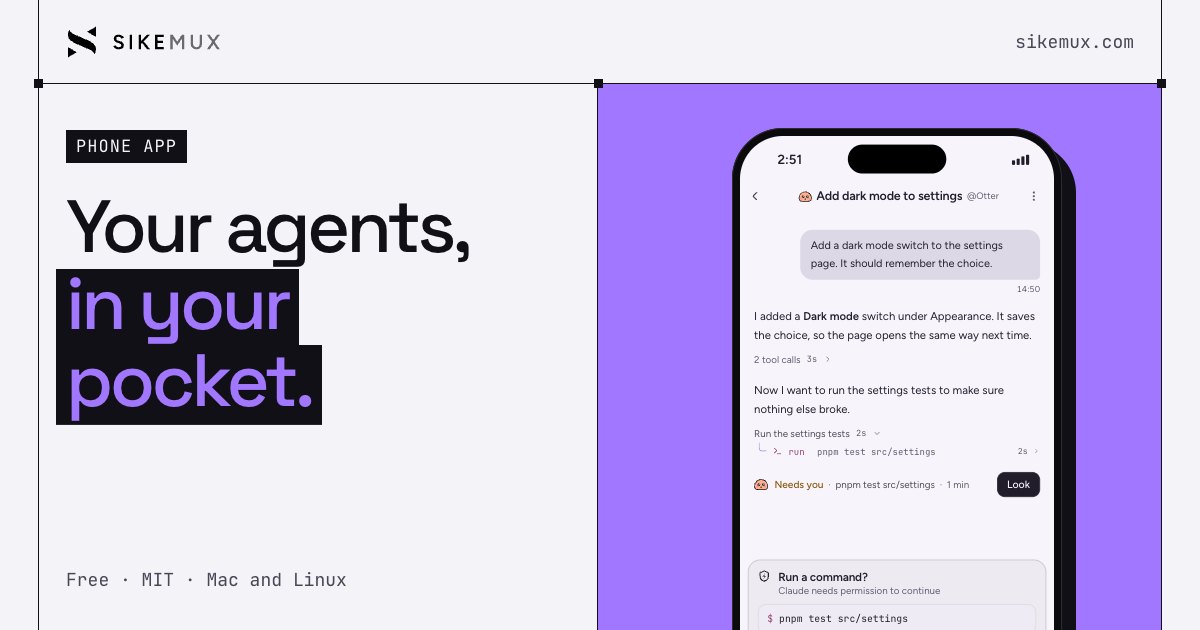 SIKEMUX
sikemux.com
PHONE APP
Your agents,
in your
pocket.
Free · MIT · Mac and Linux
2:51
Add dark mode to settings @Otter
Add a dark mode switch to the settings
page. It should remember the choice.
14:50
I added a Dark mode switch under Appearance. It saves
the choice, so the page opens the same way next time.
2 tool calls 3s
Now I want to run the settings tests to make sure
nothing else broke.
Run the settings tests 2s
run pnpm test src/settings 2s
Needs you · pnpm test src/settings · 1 min
Look
Run a command?
Claude needs permission to continue
$ pnpm test src/settings